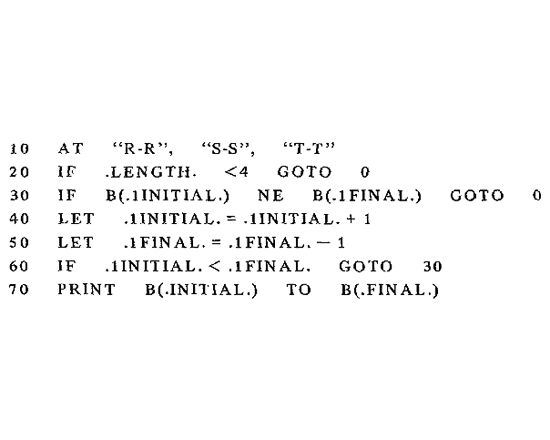 10 AT “R-R”, “S-S”, “T-T”
20 IF .LENGTH. <4 GOTO 0
30 IF B(.1INITIAL.) NE B(.1FINAL.) GOTO 0
40 LET .1INITIAL. = .1INITIAL. + 1
50 LET .1FINAL. = .1FINAL. — 1
60 IF .1INITIAL. < .1FINAL. GOTO 30
70 PRINT B(.INITIAL.) TO B(.FINAL.)